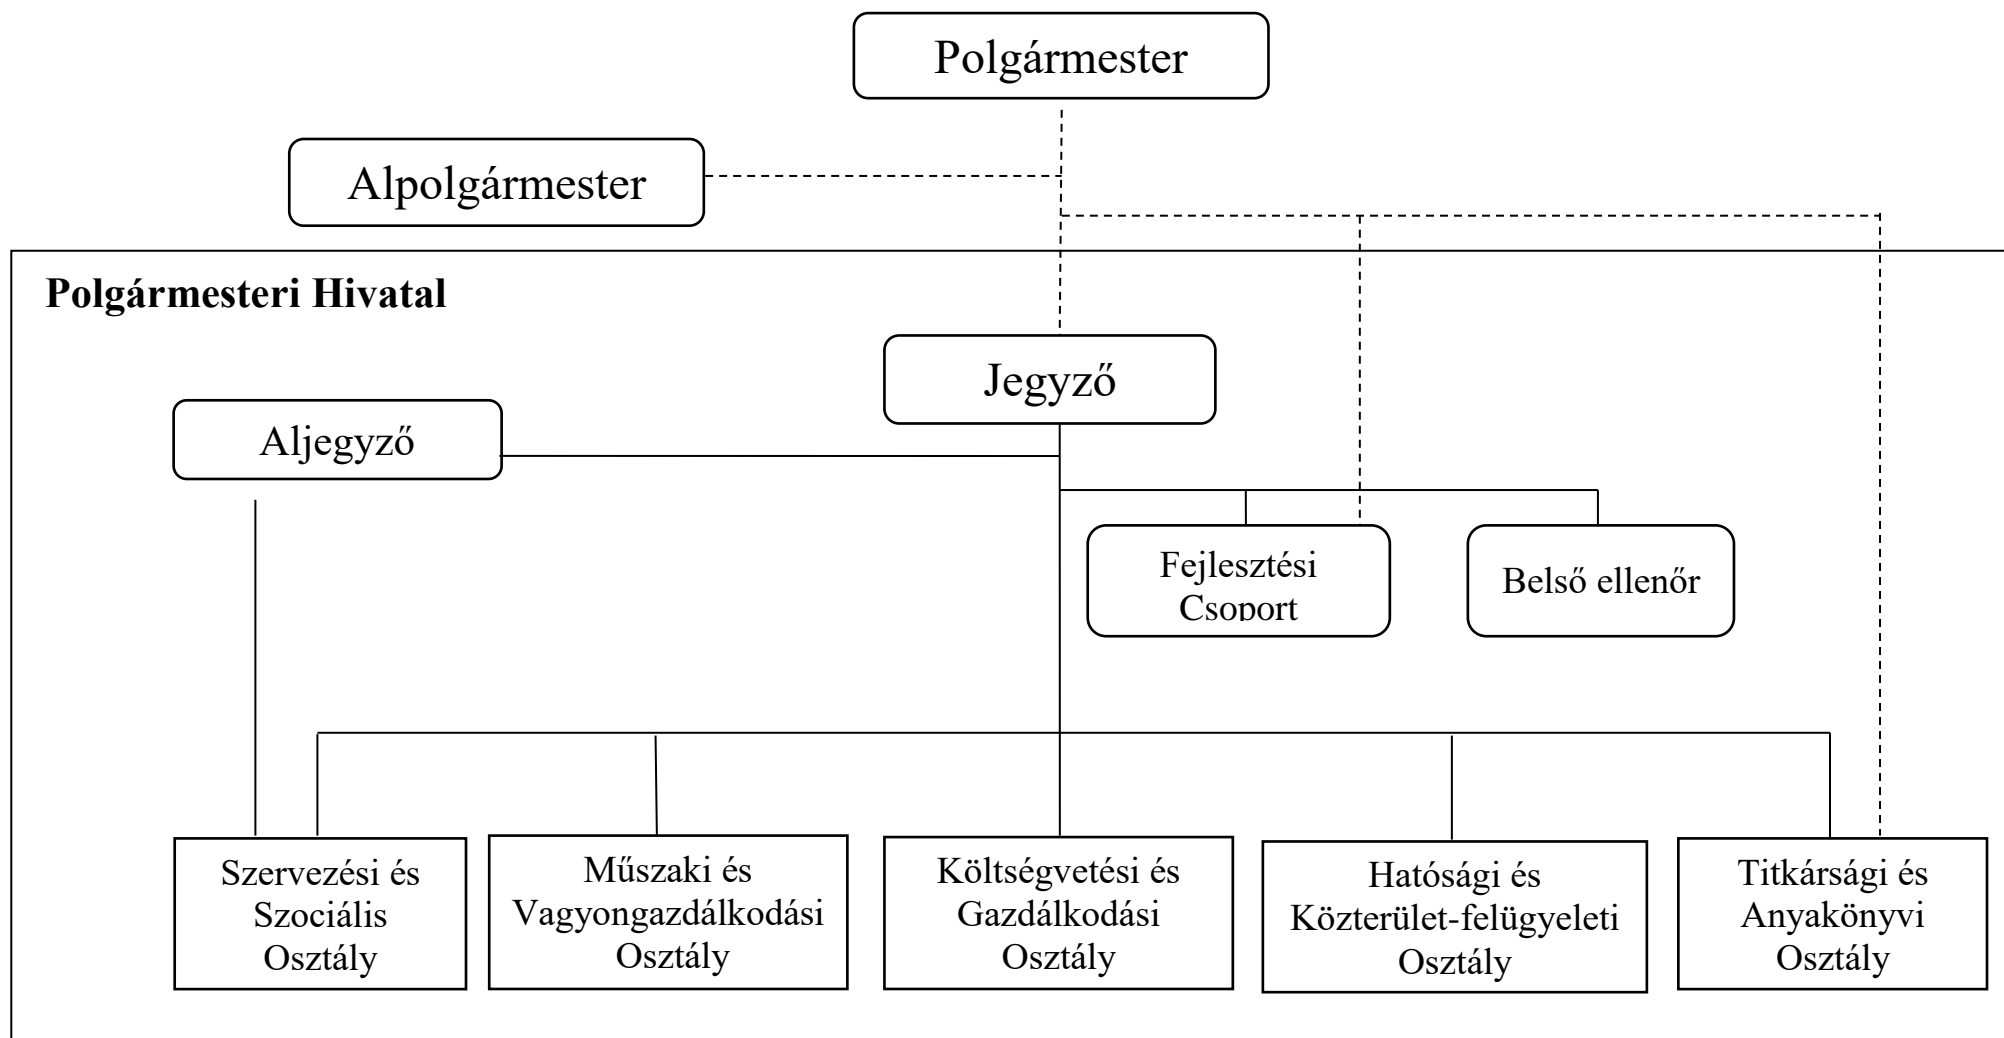 Polgármester
Alpolgármester
Polgármesteri Hivatal
Jegyző
Aljegyző
Fejlesztési
Csoport
Belső ellenőr
Szervezési és
Szociális
Osztály
Műszaki és
Vagyongazdálkodási
Osztály
Költségvetési és
Gazdálkodási
Osztály
Hatósági és
Közterület-felügyeleti
Osztály
Titkársági és
Anyakönyvi
Osztály